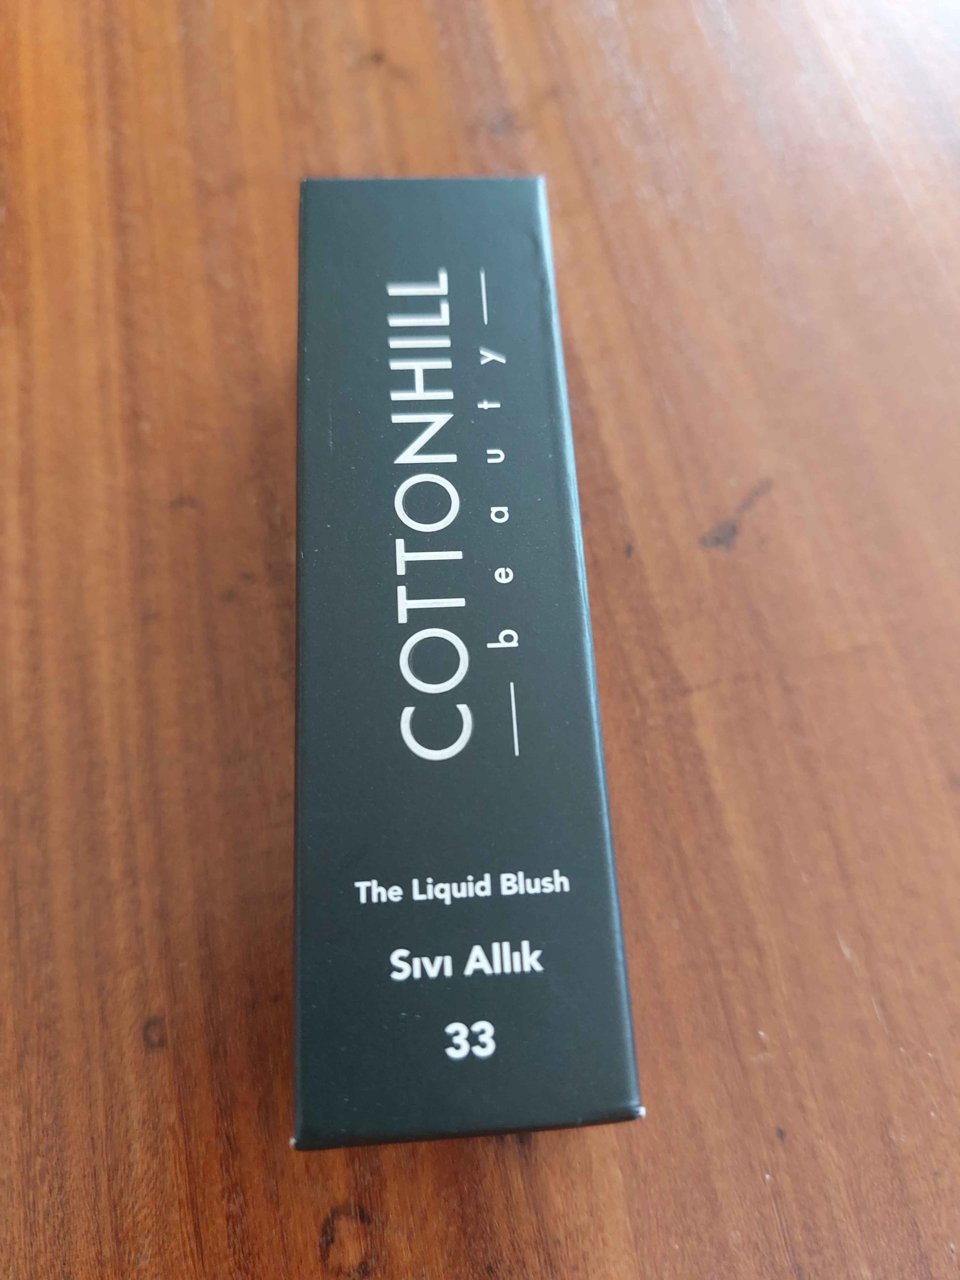 COTTONHILL
beauty
The Liquid Blush
Sıvı Allık
33